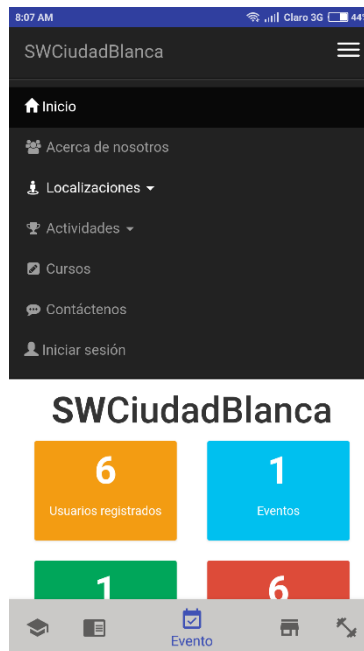 8:07 AM Claro 3G 44%
SWCiudadBlanca
Inicio
Acerca de nosotros
Localizaciones
Actividades
Cursos
Contáctenos
Iniciar sesión
SWCiudadBlanca
6 1
Usuarios registrados Eventos
1 6
Evento